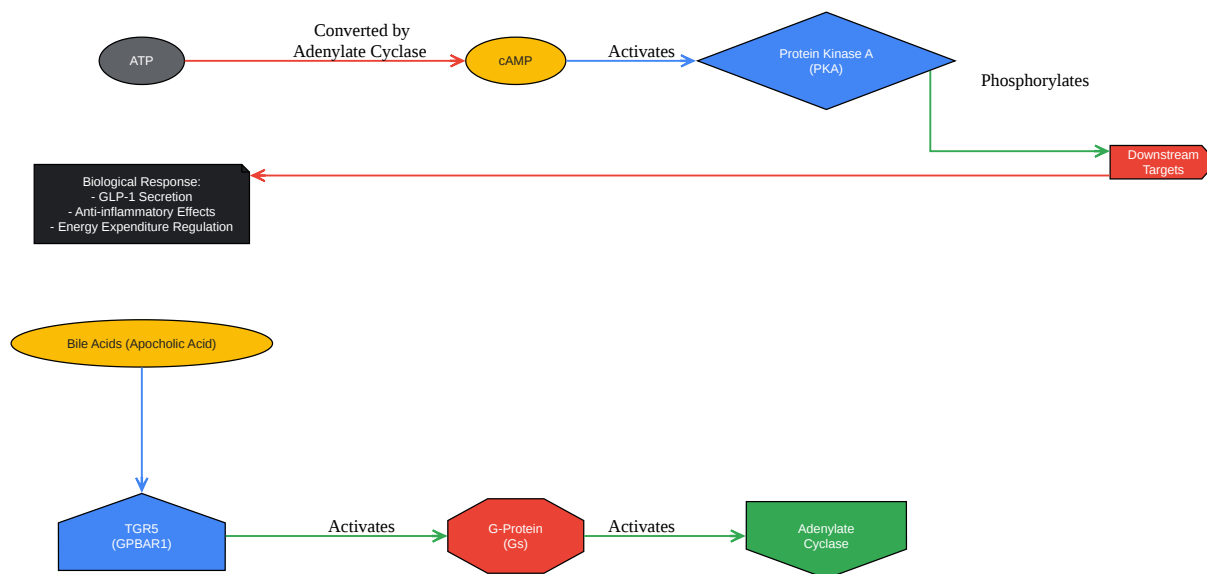 Converted by
Adenylate Cyclase
ATP
cAMP
Activates
Protein Kinase A
(PKA)
Phosphorylates
Downstream
Targets
Biological Response:
- GLP-1 Secretion
- Anti-inflammatory Effects
- Energy Expenditure Regulation
Bile Acids (Apocholic Acid)
TGR5
(GPBAR1)
Activates
G-Protein
(Gs)
Activates
Adenylate
Cyclase